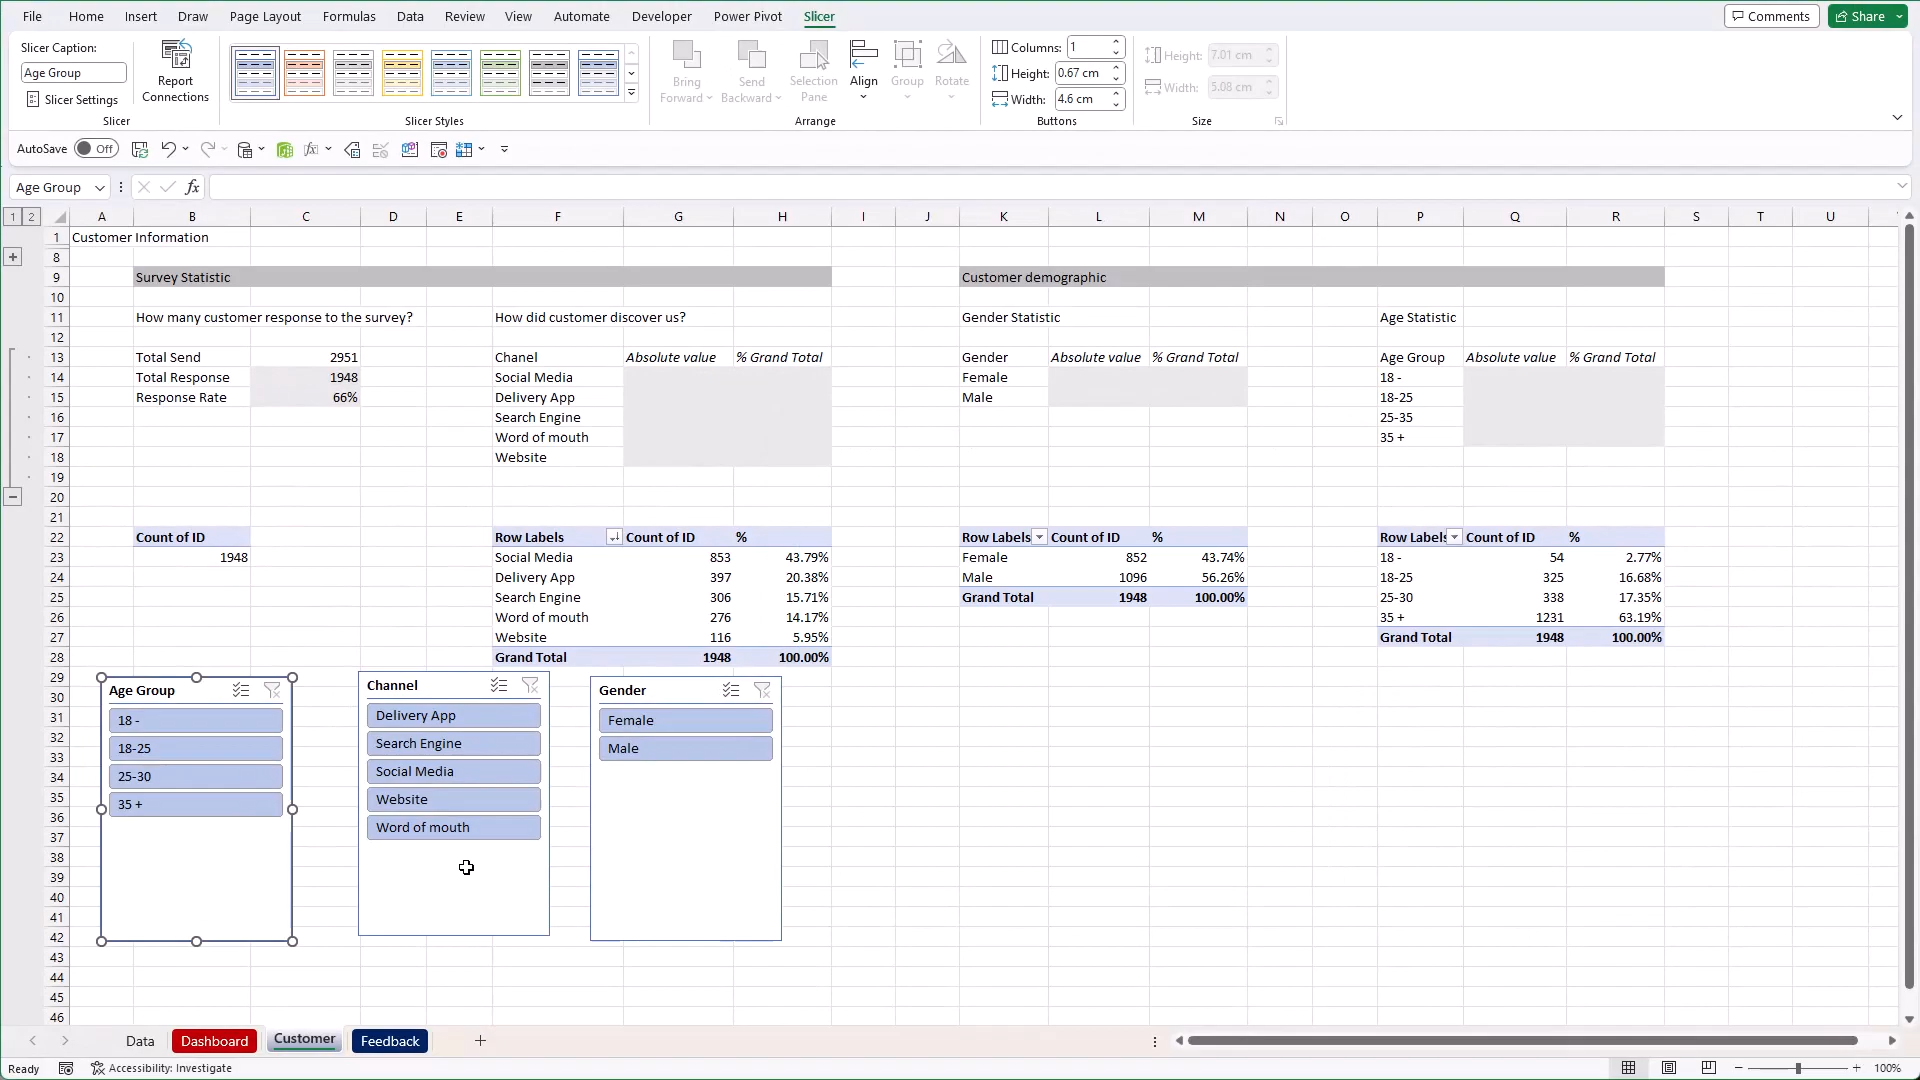 File Home Insert Draw Page Layout Formulas Data Review View Automate Developer Power Pivot Slicer Comments Share
Slicer Caption:
Age Group
Slicer Settings
Report Connections
Slicer
Slicer Styles
Bring Forward
Send Backward
Selection Pane
Align
Group
Rotate
Arrange
Columns: 1
Height: 0.67 cm
Width: 4.6 cm
Buttons
Height: 7.01 cm
Width: 5.08 cm
Size
AutoSave Off
Age Group fx
1 2 A B C D E F G H I J K L M N O P Q R S T U
1 Customer Information
8
9 Survey Statistic Customer demographic
10
11 How many customer response to the survey? How did customer discover us? Gender Statistic Age Statistic
12
13 Total Send 2951 Chanel Absolute value % Grand Total Gender Absolute value % Grand Total Age Group Absolute value % Grand Total
14 Total Response 1948 Social Media Female 18 -
15 Response Rate 66% Delivery App Male 18-25
16 Search Engine 25-35
17 Word of mouth 35 +
18 Website
19
20
21
22 Count of ID Row Labels Count of ID % Row Labels Count of ID % Row Labels Count of ID %
23 1948 Social Media 853 43.79% Female 852 43.74% 18 - 54 2.77%
24 Delivery App 397 20.38% Male 1096 56.26% 18-25 325 16.68%
25 Search Engine 306 15.71% Grand Total 1948 100.00% 25-30 338 17.35%
26 Word of mouth 276 14.17% 35 + 1231 63.19%
27 Website 116 5.95% Grand Total 1948 100.00%
28 Grand Total 1948 100.00%
29
30
31
32
33
34
35
36
37
38
39
40
41
42
43
44
45
46
Age Group
18 -
18-25
25-30
35 +
Channel
Delivery App
Search Engine
Social Media
Website
Word of mouth
Gender
Female
Male
Data Dashboard Customer Feedback
Ready Accessibility: Investigate 100%